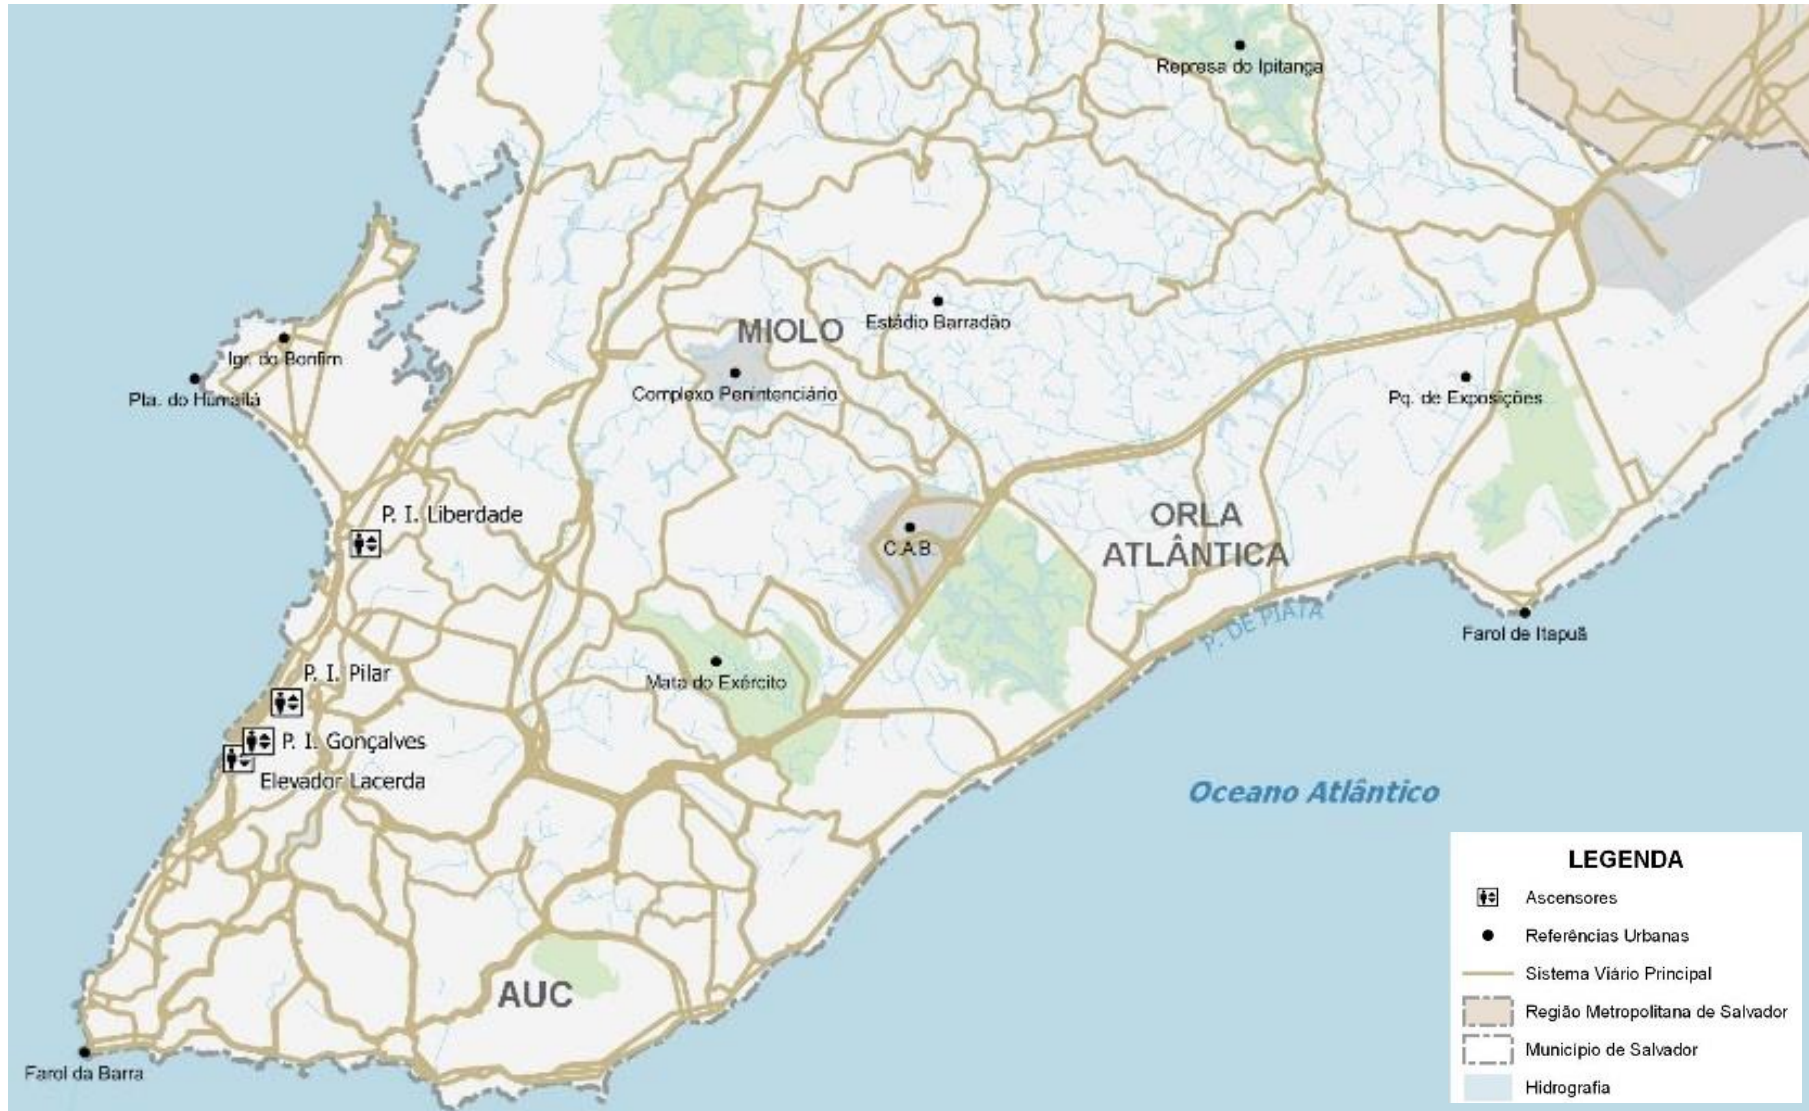 Represa do Ipitanga
MIOLO
Estádio Barradão
Igr. do Bonfim
Pta. do Humaitá
Complexo Penintenciário
Pq. de Exposições
P. I. Liberdade
ORLA
ATLÂNTICA
C.A.B.
P. DE PIATÃ
Farol de Itapuã
P. I. Pilar
Mata do Exército
P. I. Gonçalves
Elevador Lacerda
Oceano Atlântico
AUC
Farol da Barra
LEGENDA
Ascensores
Referências Urbanas
Sistema Viário Principal
Região Metropolitana de Salvador
Município de Salvador
Hidrografia